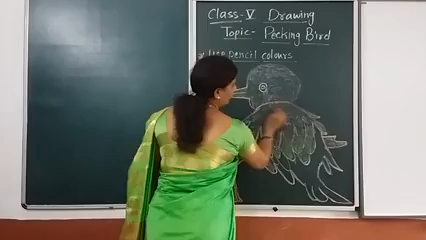 Class-V Drawing
Topic- Pecking Bird
Use pencil colours